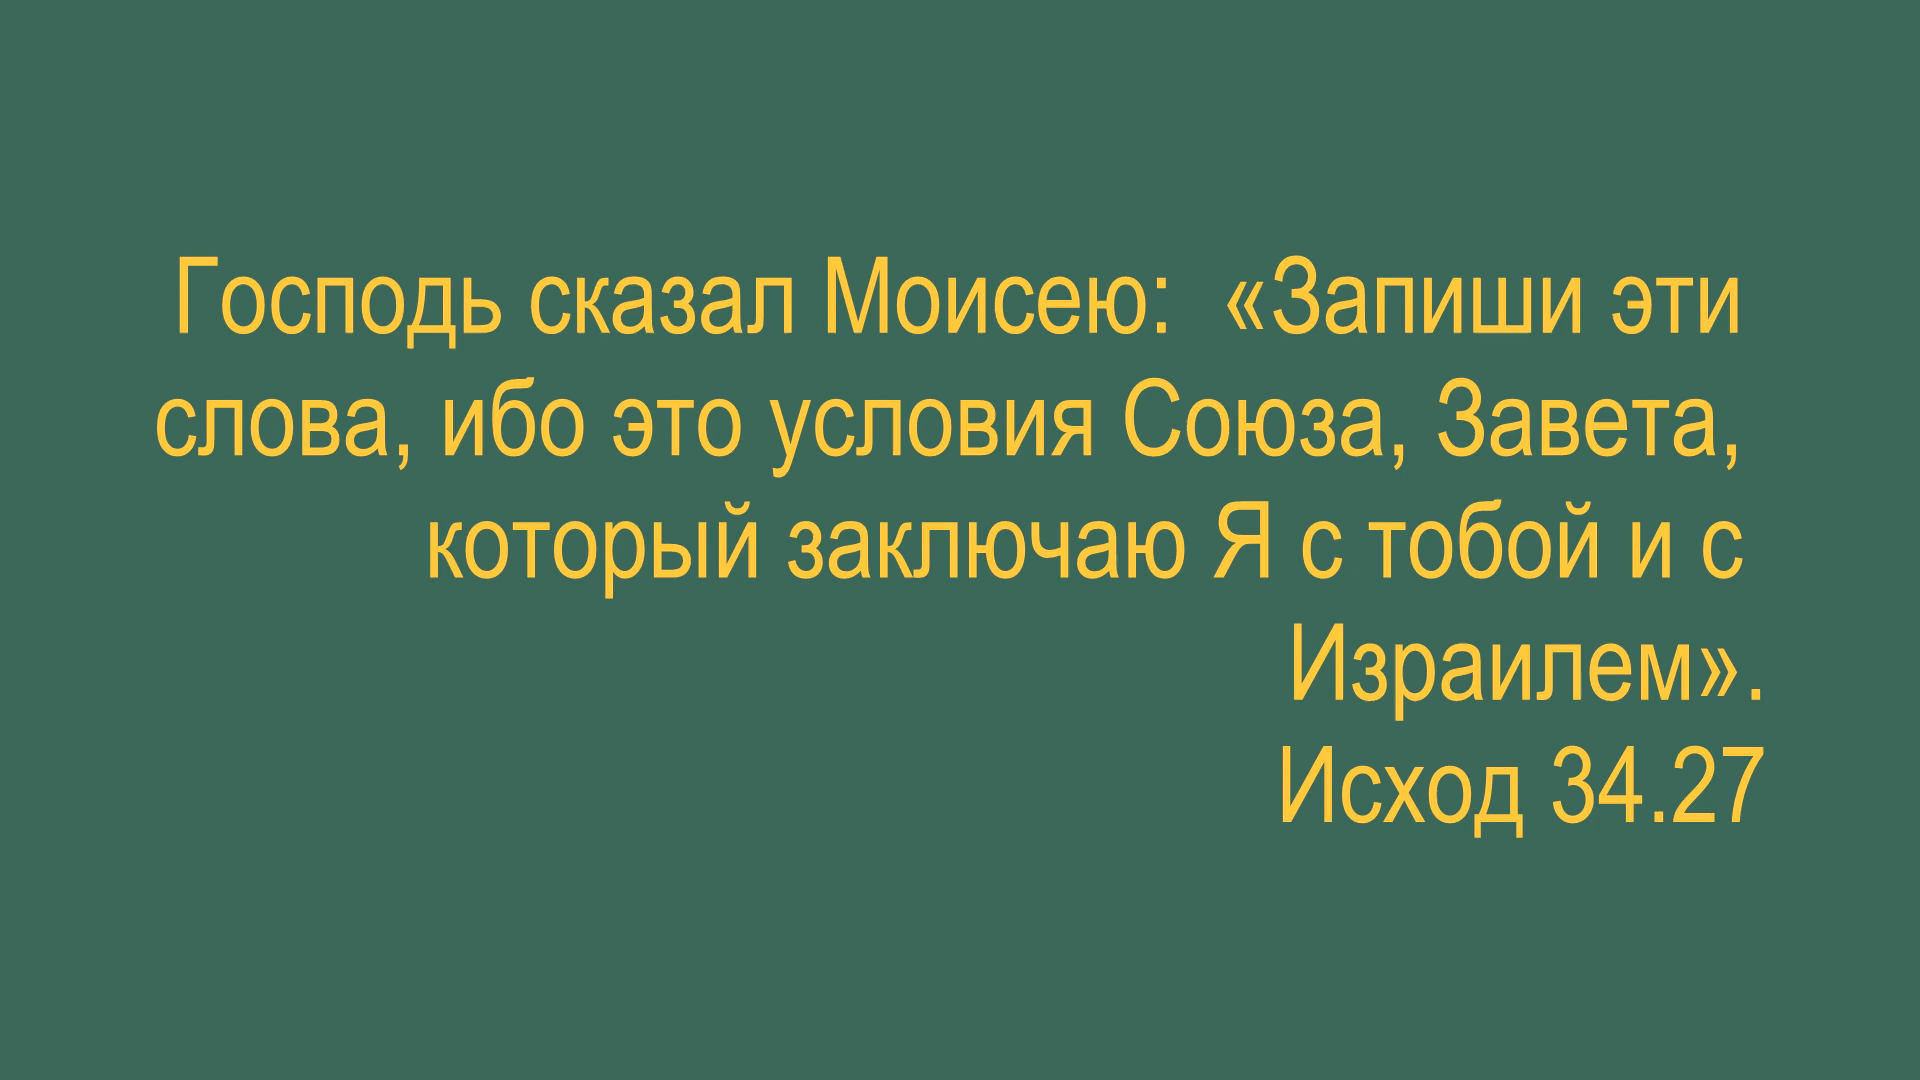 Господь сказал Моисею:  «Запиши эти
слова, ибо это условия Союза, Завета,
который заключаю Я с тобой и с
Израилем».
Исход 34.27